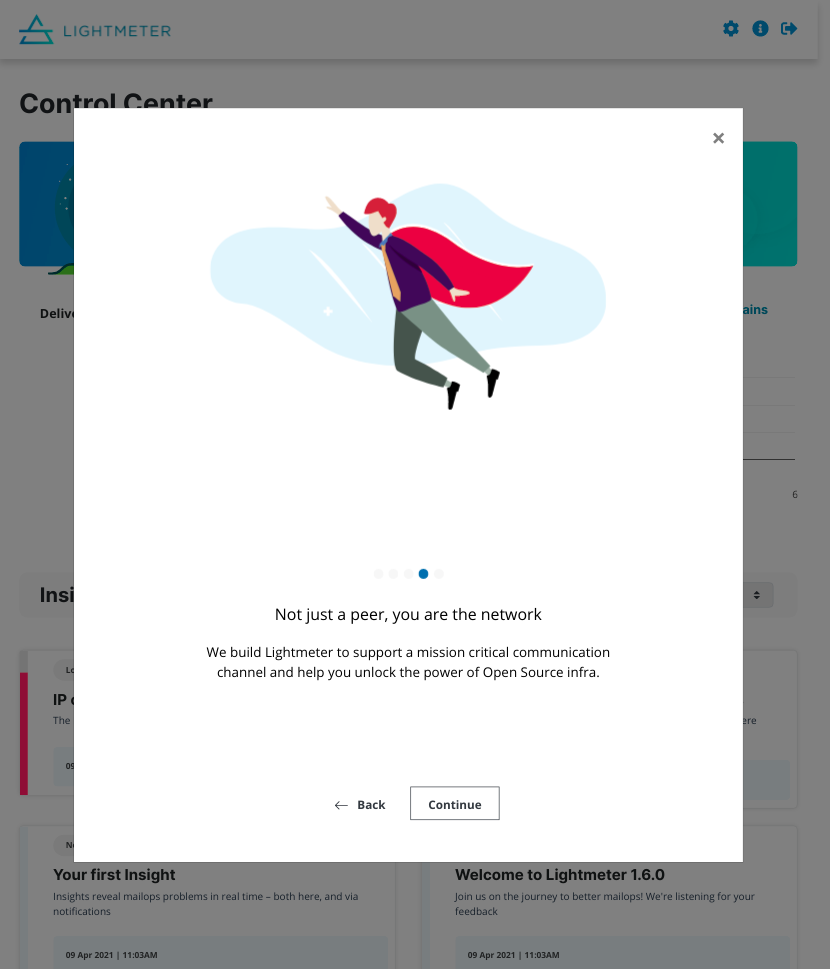 LIGHTMETER
Control Center
ains
6
Not just a peer, you are the network
We build Lightmeter to support a mission critical communication
channel and help you unlock the power of Open Source infra.
IP
The
ere
09
Back
Continue
Your first Insight
Insights reveal mailops problems in real time – both here, and via
notifications
09 Apr 2021 | 11:03AM
Welcome to Lightmeter 1.6.0
Join us on the journey to better mailops! We're listening for your
feedback
09 Apr 2021 | 11:03AM